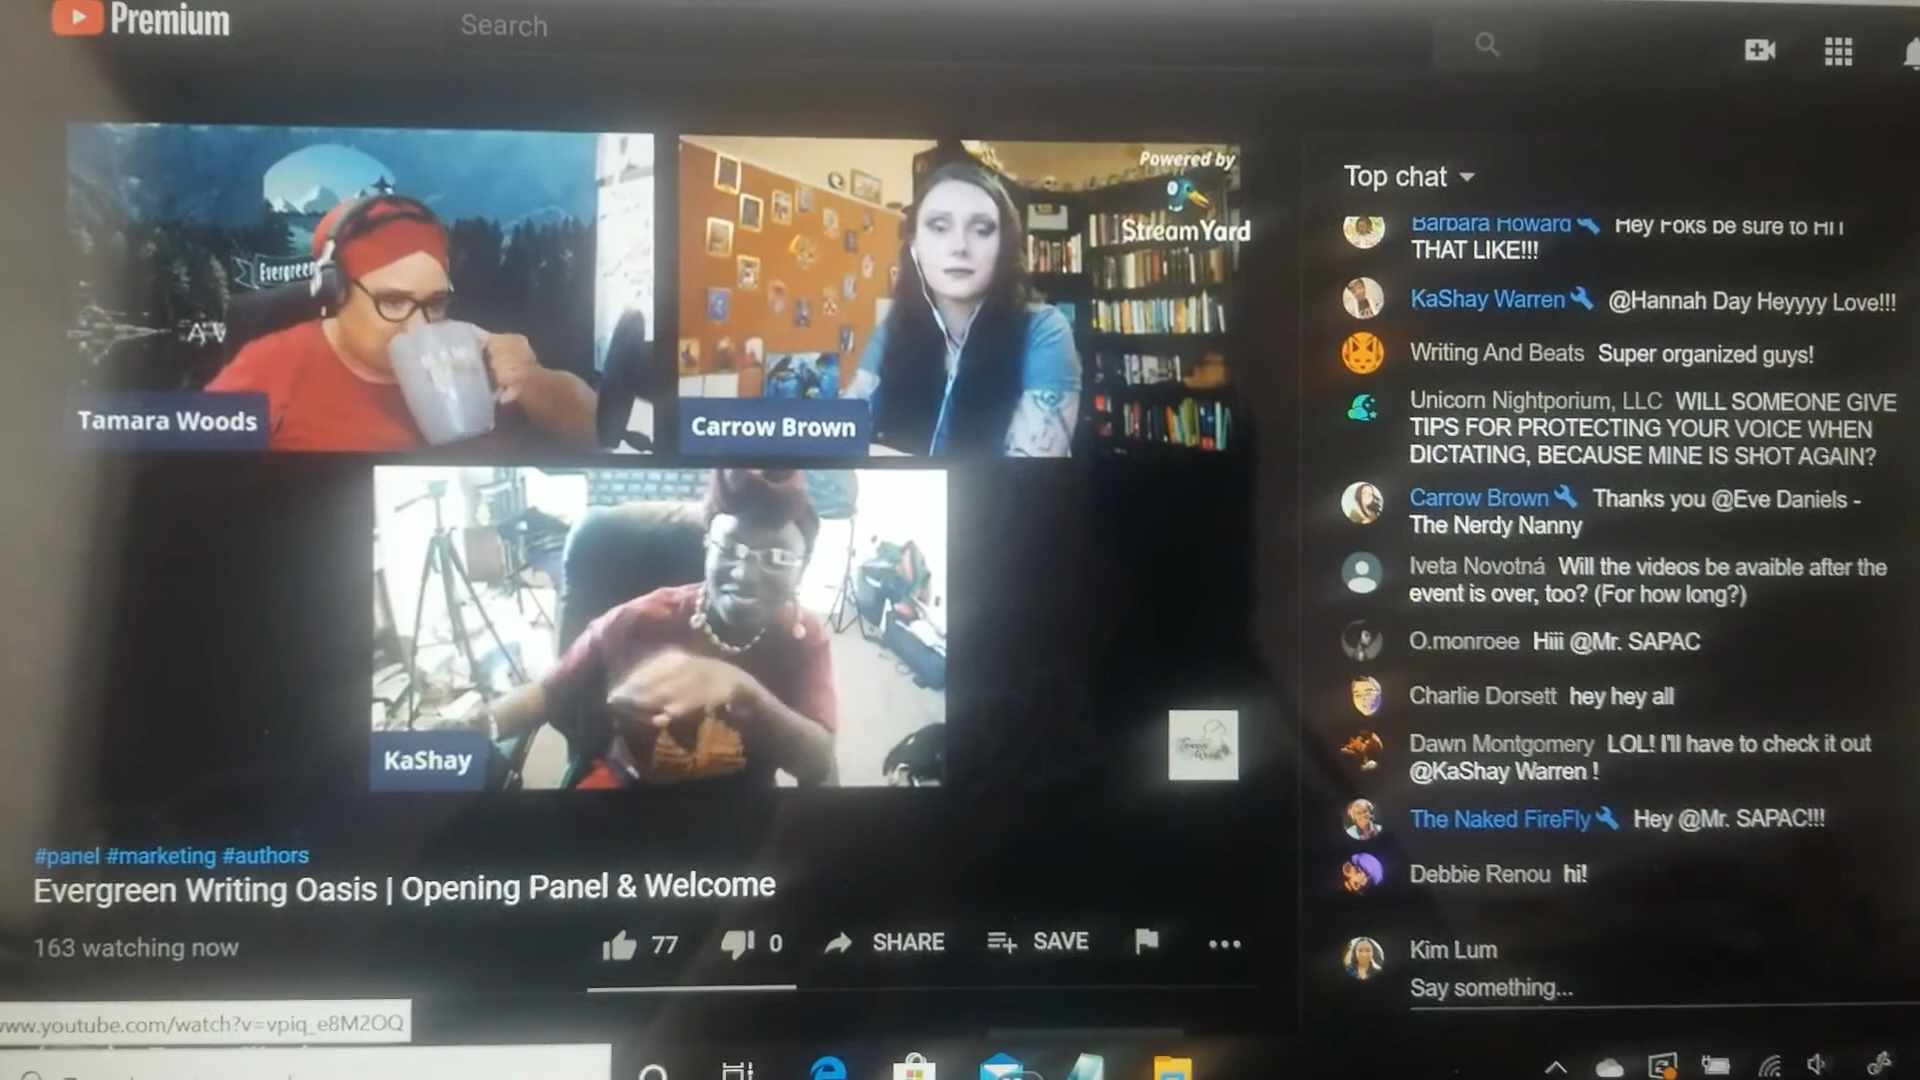 Premium
Search
Powered by
StreamYard
Evergreen
Tamara Woods
Carrow Brown
KaShay
Top chat
Barbara Howard Hey Foks be sure to HIT
THAT LIKE!!!
KaShay Warren @Hannah Day Heyyyy Love!!!
Writing And Beats Super organized guys!
Unicorn Nightporium, LLC WILL SOMEONE GIVE
TIPS FOR PROTECTING YOUR VOICE WHEN
DICTATING, BECAUSE MINE IS SHOT AGAIN?
Carrow Brown Thanks you @Eve Daniels -
The Nerdy Nanny
Iveta Novotná Will the videos be avaible after the
event is over, too? (For how long?)
O.monroee Hiii @Mr. SAPAC
Charlie Dorsett hey hey all
Dawn Montgomery LOL! I'll have to check it out
@KaShay Warren !
The Naked FireFly Hey @Mr. SAPAC!!!
Debbie Renou hi!
Kim Lum
Say something...
#panel #marketing #authors
Evergreen Writing Oasis | Opening Panel & Welcome
163 watching now
77
0
SHARE
SAVE
www.youtube.com/watch?v=vpiq_e8M2OQ